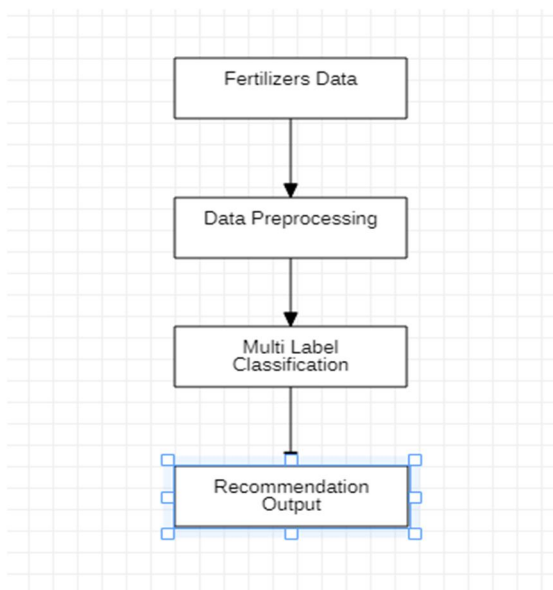 Fertilizers Data
Data Preprocessing
Multi Label
Classification
Recommendation
Output